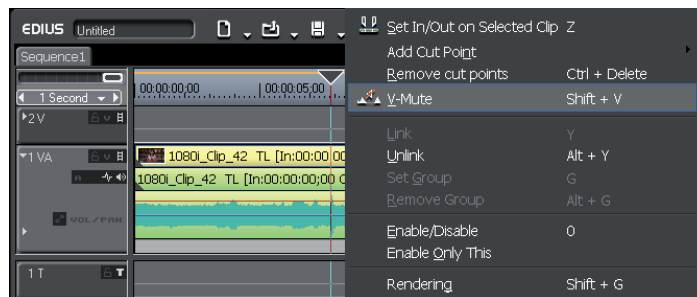 EDIUS Untitled
Sequence1
1 Second
00:00:00;00 00:00:05;00
2V
1 VA
1080i_Clip_42 TL [In:00:00
1080i_Clip_42 TL [In:00:00:00;00
VOL/PAN
1 T
T
Set In/Out on Selected Clip Z
Add Cut Point
Remove cut points Ctrl + Delete
V-Mute Shift + V
Link Y
Unlink Alt + Y
Set Group G
Remove Group Alt + G
Enable/Disable 0
Enable Only This
Rendering Shift + G